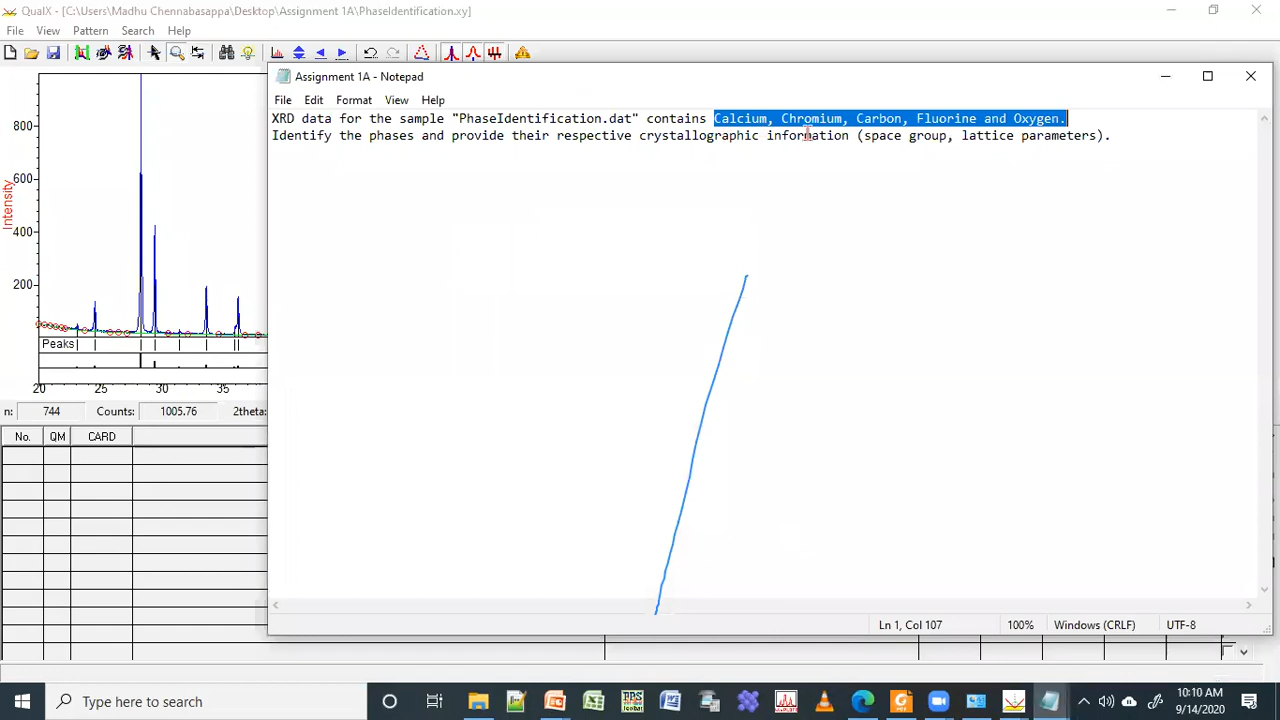 QualX - [C:\Users\Madhu Chennabasappa\Desktop\Assignment 1A\PhaseIdentification.xy]
File View Pattern Search Help
Assignment 1A - Notepad
File Edit Format View Help
XRD data for the sample "PhaseIdentification.dat" contains Calcium, Chromium, Carbon, Fluorine and Oxygen.
Identify the phases and provide their respective crystallographic information (space group, lattice parameters).
Intensity
800
600
400
200
Peaks
20 25 30 35
n: 744 Counts: 1005.76 2theta:
No. QM CARD
Ln 1, Col 107 100% Windows (CRLF) UTF-8
Type here to search
10:10 AM
9/14/2020